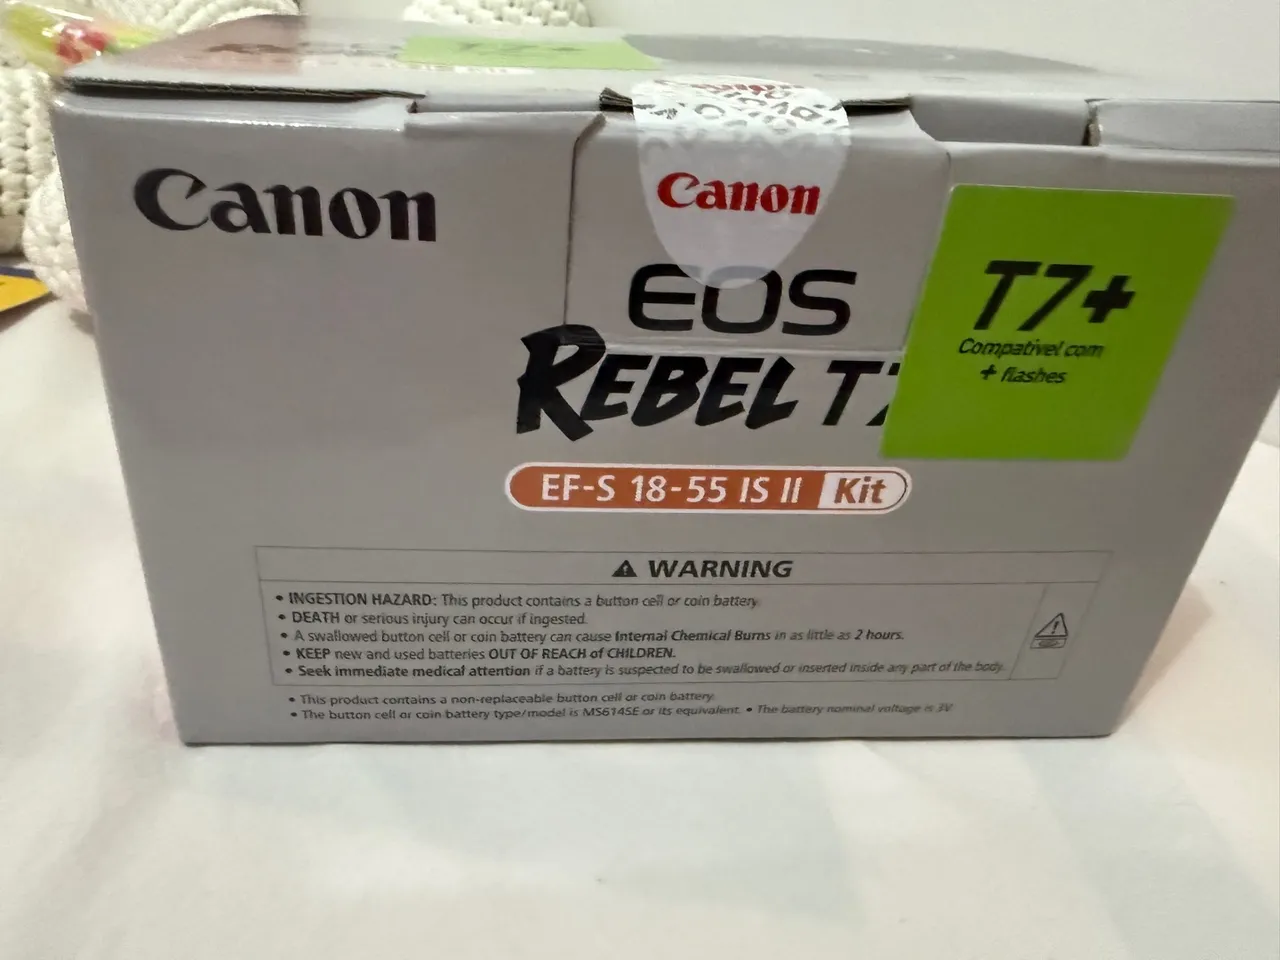 T7+
Canon
Canon
EOS
REBEL T7
T7+
Compatível com
+ flashes
EF-S 18-55 IS II Kit
⚠ WARNING
• INGESTION HAZARD: This product contains a button cell or coin battery.
• DEATH or serious injury can occur if ingested.
• A swallowed button cell or coin battery can cause Internal Chemical Burns in as little as 2 hours.
• KEEP new and used batteries OUT OF REACH of CHILDREN.
• Seek immediate medical attention if a battery is suspected to be swallowed or inserted inside any part of the body.
• This product contains a non-replaceable button cell or coin battery.
• The button cell or coin battery type/model is MS614SE or its equivalent. • The battery nominal voltage is 3V